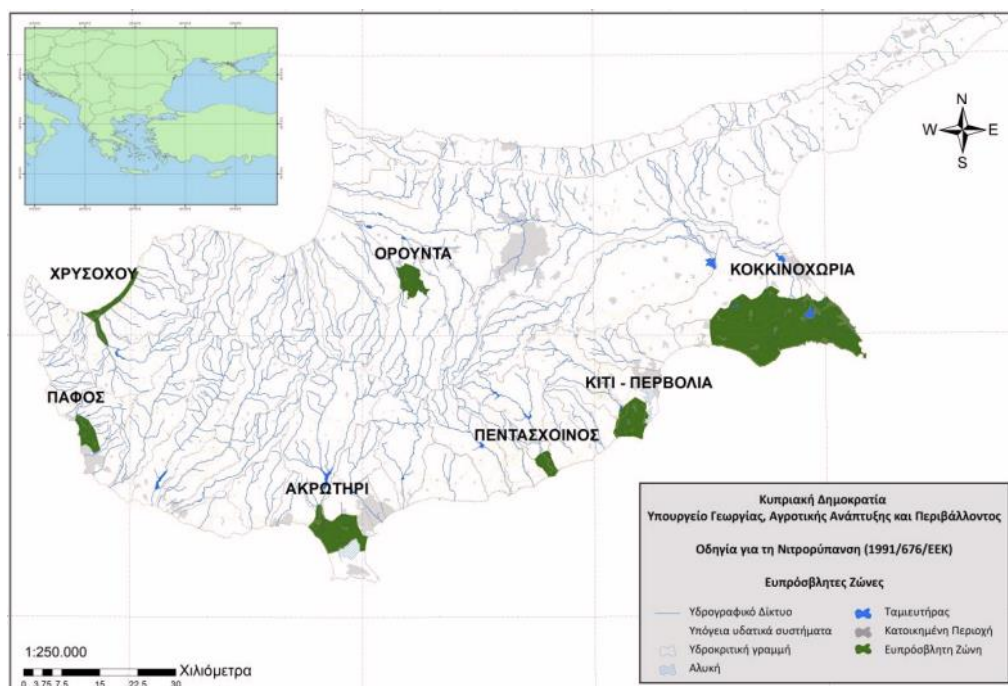 N
W E
S
ΟΡΟΥΝΤΑ
ΧΡΥΣΟΧΟΥ
ΚΟΚΚΙΝΟΧΩΡΙΑ
ΚΙΤΙ - ΠΕΡΒΟΛΙΑ
ΠΑΦΟΣ
ΠΕΝΤΑΣΧΟΙΝΟΣ
ΑΚΡΩΤΗΡΙ
Κυπριακή Δημοκρατία
Υπουργείο Γεωργίας, Αγροτικής Ανάπτυξης και Περιβάλλοντος
Οδηγία για τη Νιτρορύπανση (1991/676/ΕΕΚ)
Ευπρόσβλητες Ζώνες
Υδρογραφικό Δίκτυο
Υπόγεια υδατικά συστήματα
Υδροκριτική γραμμή
Αλυκή
Ταμιευτήρας
Κατοικημένη Περιοχή
Ευπρόσβλητη Ζώνη
1:250.000
Χιλιόμετρα
0 3.75 7.5 15 22.5 30